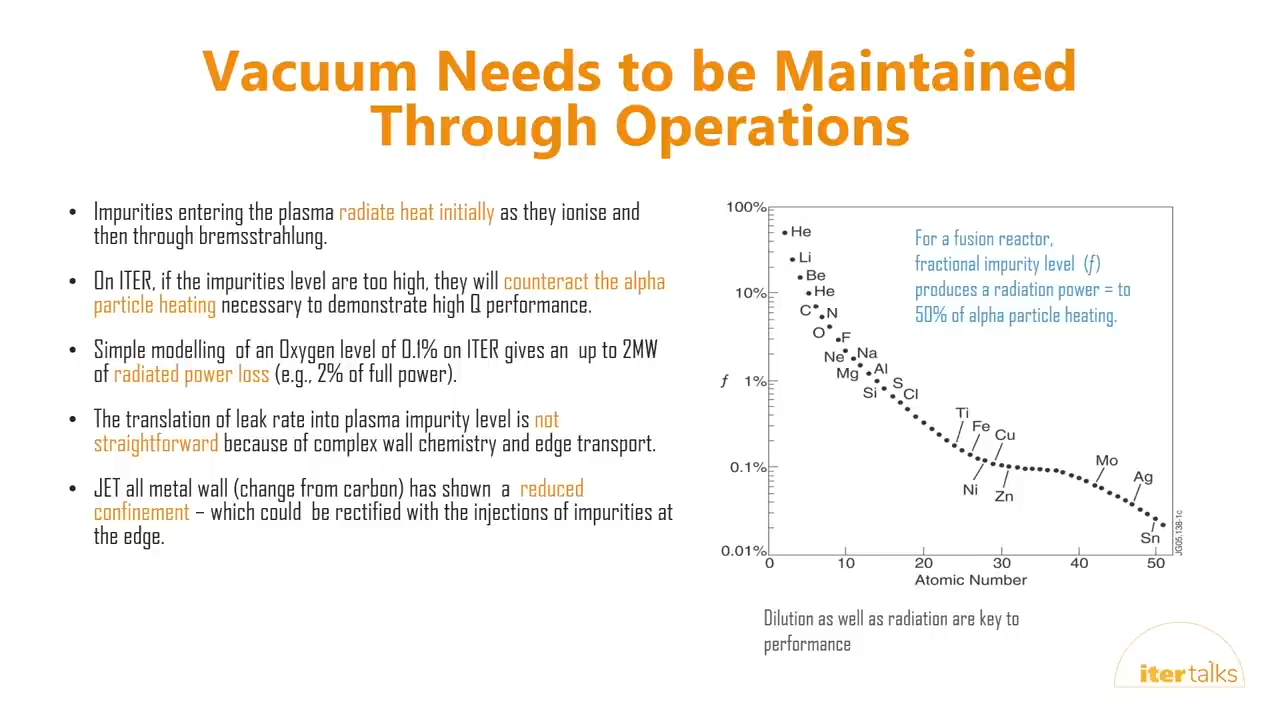 Vacuum Needs to be Maintained
Through Operations
• Impurities entering the plasma radiate heat initially as they ionise and
then through bremsstrahlung.
• On ITER, if the impurities level are too high, they will counteract the alpha
particle heating necessary to demonstrate high Q performance.
• Simple modelling of an Oxygen level of 0.1% on ITER gives an up to 2MW
of radiated power loss (e.g., 2% of full power).
• The translation of leak rate into plasma impurity level is not
straightforward because of complex wall chemistry and edge transport.
• JET all metal wall (change from carbon) has shown a reduced
confinement – which could be rectified with the injections of impurities at
the edge.
100%
10%
f 1%
0.1%
0.01%
He
Li
Be
He
C N
O F
Ne Na
Mg Al
Si S
Cl
Ti
Fe
Cu
Ni
Zn
Mo
Ag
Sn
For a fusion reactor,
fractional impurity level (f)
produces a radiation power = to
50% of alpha particle heating.
JG05.138-1c
0 10 20 30 40 50
Atomic Number
Dilution as well as radiation are key to
performance
iter talks